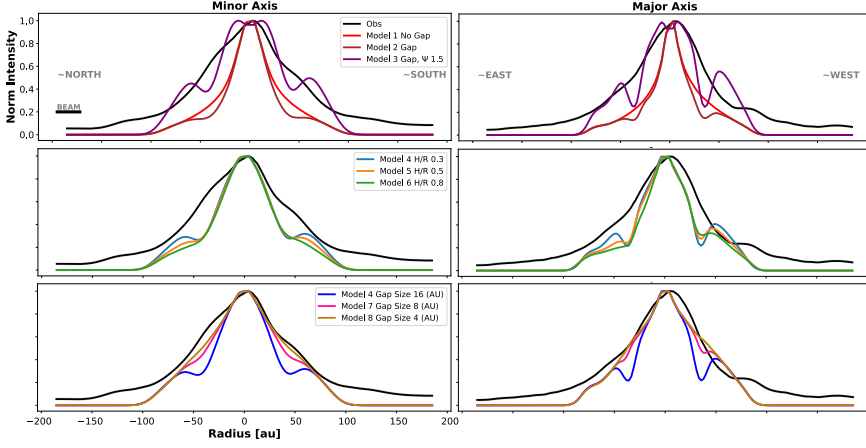 Minor Axis
Major Axis
Norm Intensity
1.0
0.8
0.6
0.4
0.2
0.0
~NORTH
~SOUTH
BEAM
Obs
Model 1 No Gap
Model 2 Gap
Model 3 Gap, Ψ 1.5
~EAST
~WEST
Model 4 H/R 0.3
Model 5 H/R 0.5
Model 6 H/R 0.8
Model 4 Gap Size 16 (AU)
Model 7 Gap Size 8 (AU)
Model 8 Gap Size 4 (AU)
−200 −150 −100 −50 0 50 100 150 200
Radius [au]